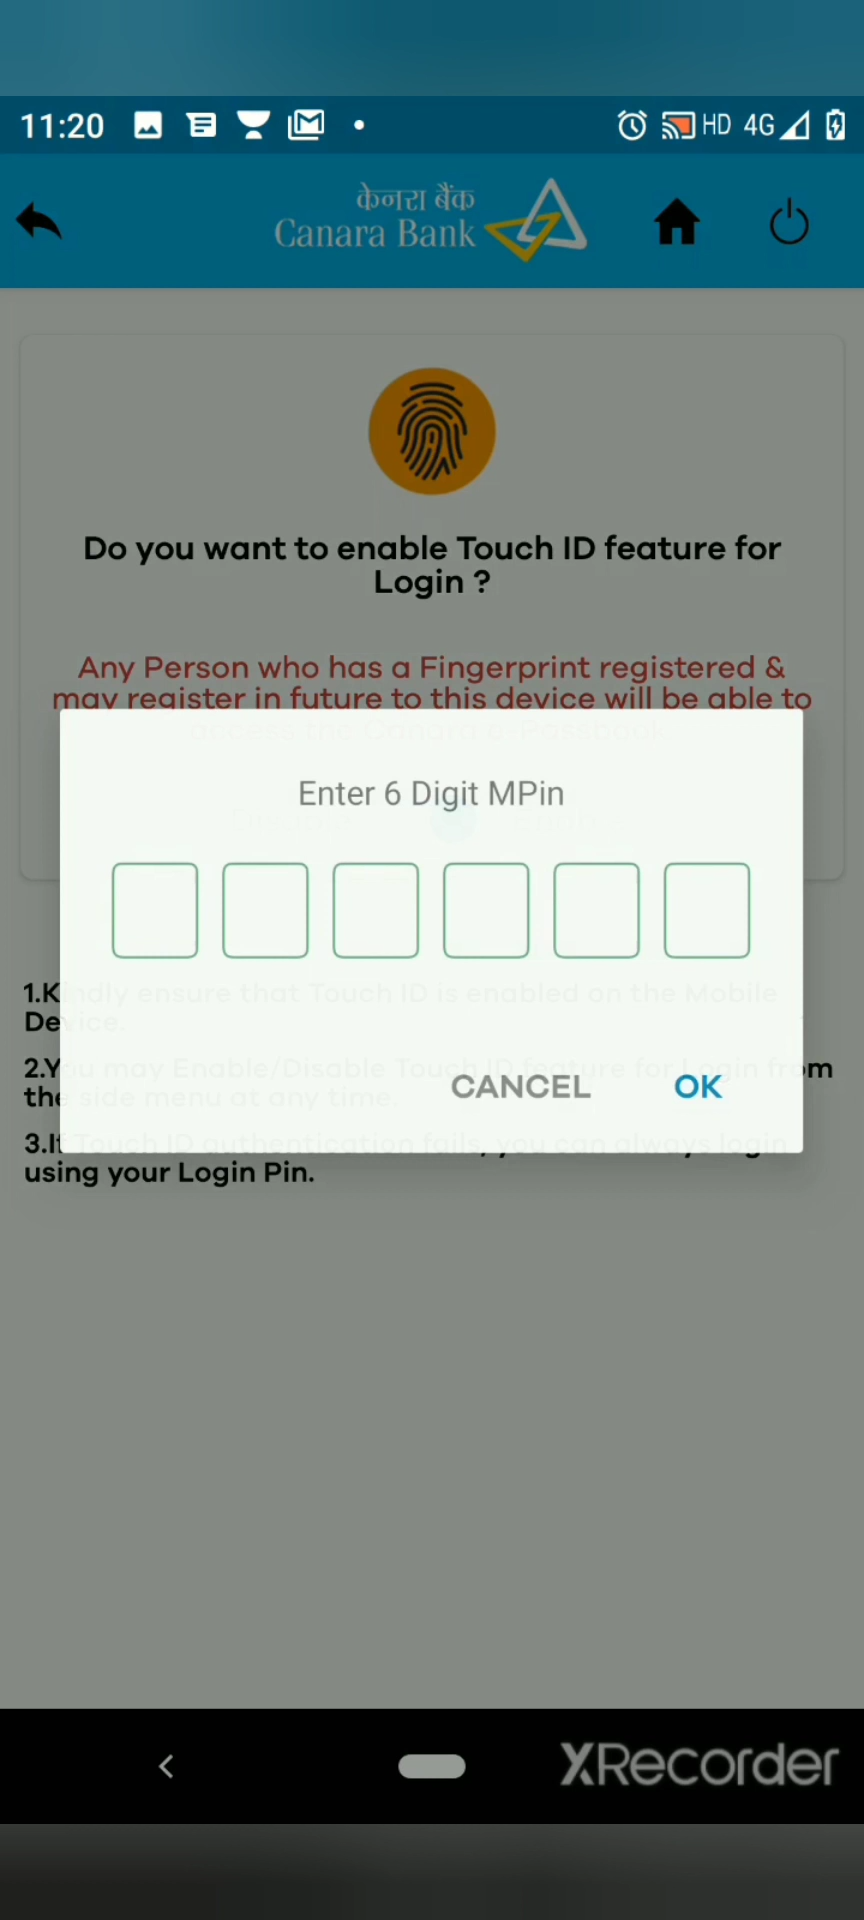 11:20 HD 4G
केनरा बैंक
Canara Bank
Do you want to enable Touch ID feature for
Login ?
Any Person who has a Fingerprint registered &
may register in future to this device will be able to
access the Canara e-Passbook
Enter 6 Digit MPin
1.Kindly ensure that Touch ID is enabled on the Mobile
Device.
2.You may Enable/Disable Touch ID feature for Login from
the side menu at any time.
CANCEL OK
3.If Touch ID authentication fails, you can always login
using your Login Pin.
XRecorder